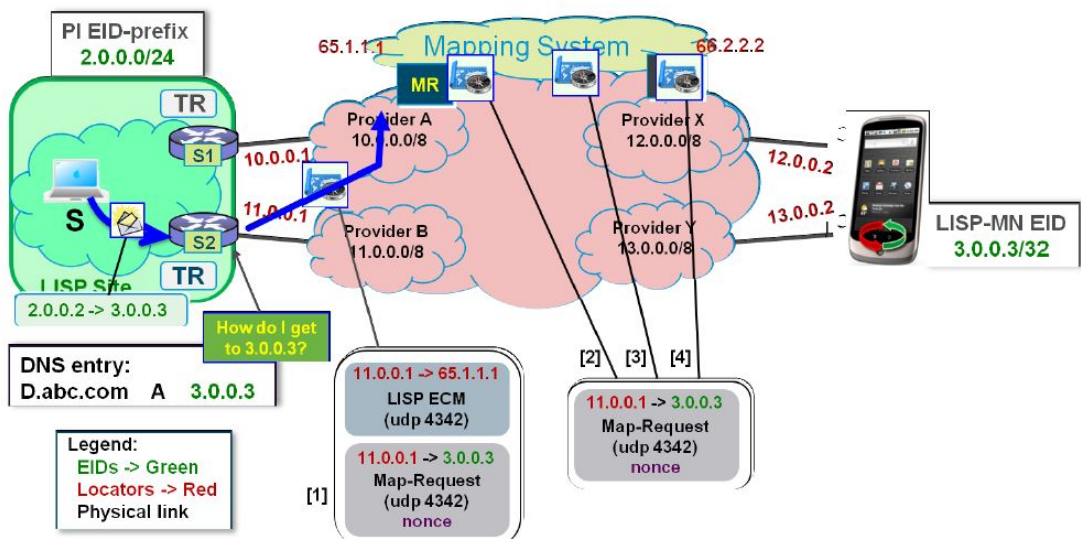 PI EID-prefix
2.0.0.0/24
65.1.1.1
Mapping System
66.2.2.2
MR
TR
S1
10.0.0.1
Provider A
10.0.0.0/8
Provider X
12.0.0.0/8
12.0.0.2
S
11.0.0.1
S2
TR
LISP Site
Provider B
11.0.0.0/8
Provider Y
13.0.0.0/8
13.0.0.2
LISP-MN EID
3.0.0.3/32
2.0.0.2 -> 3.0.0.3
How do I get
to 3.0.0.3?
DNS entry:
D.abc.com A 3.0.0.3
Legend:
EIDs -> Green
Locators -> Red
Physical link
[1]
11.0.0.1 -> 65.1.1.1
LISP ECM
(udp 4342)
11.0.0.1 -> 3.0.0.3
Map-Request
(udp 4342)
nonce
[2]
[3]
[4]
11.0.0.1 -> 3.0.0.3
Map-Request
(udp 4342)
nonce